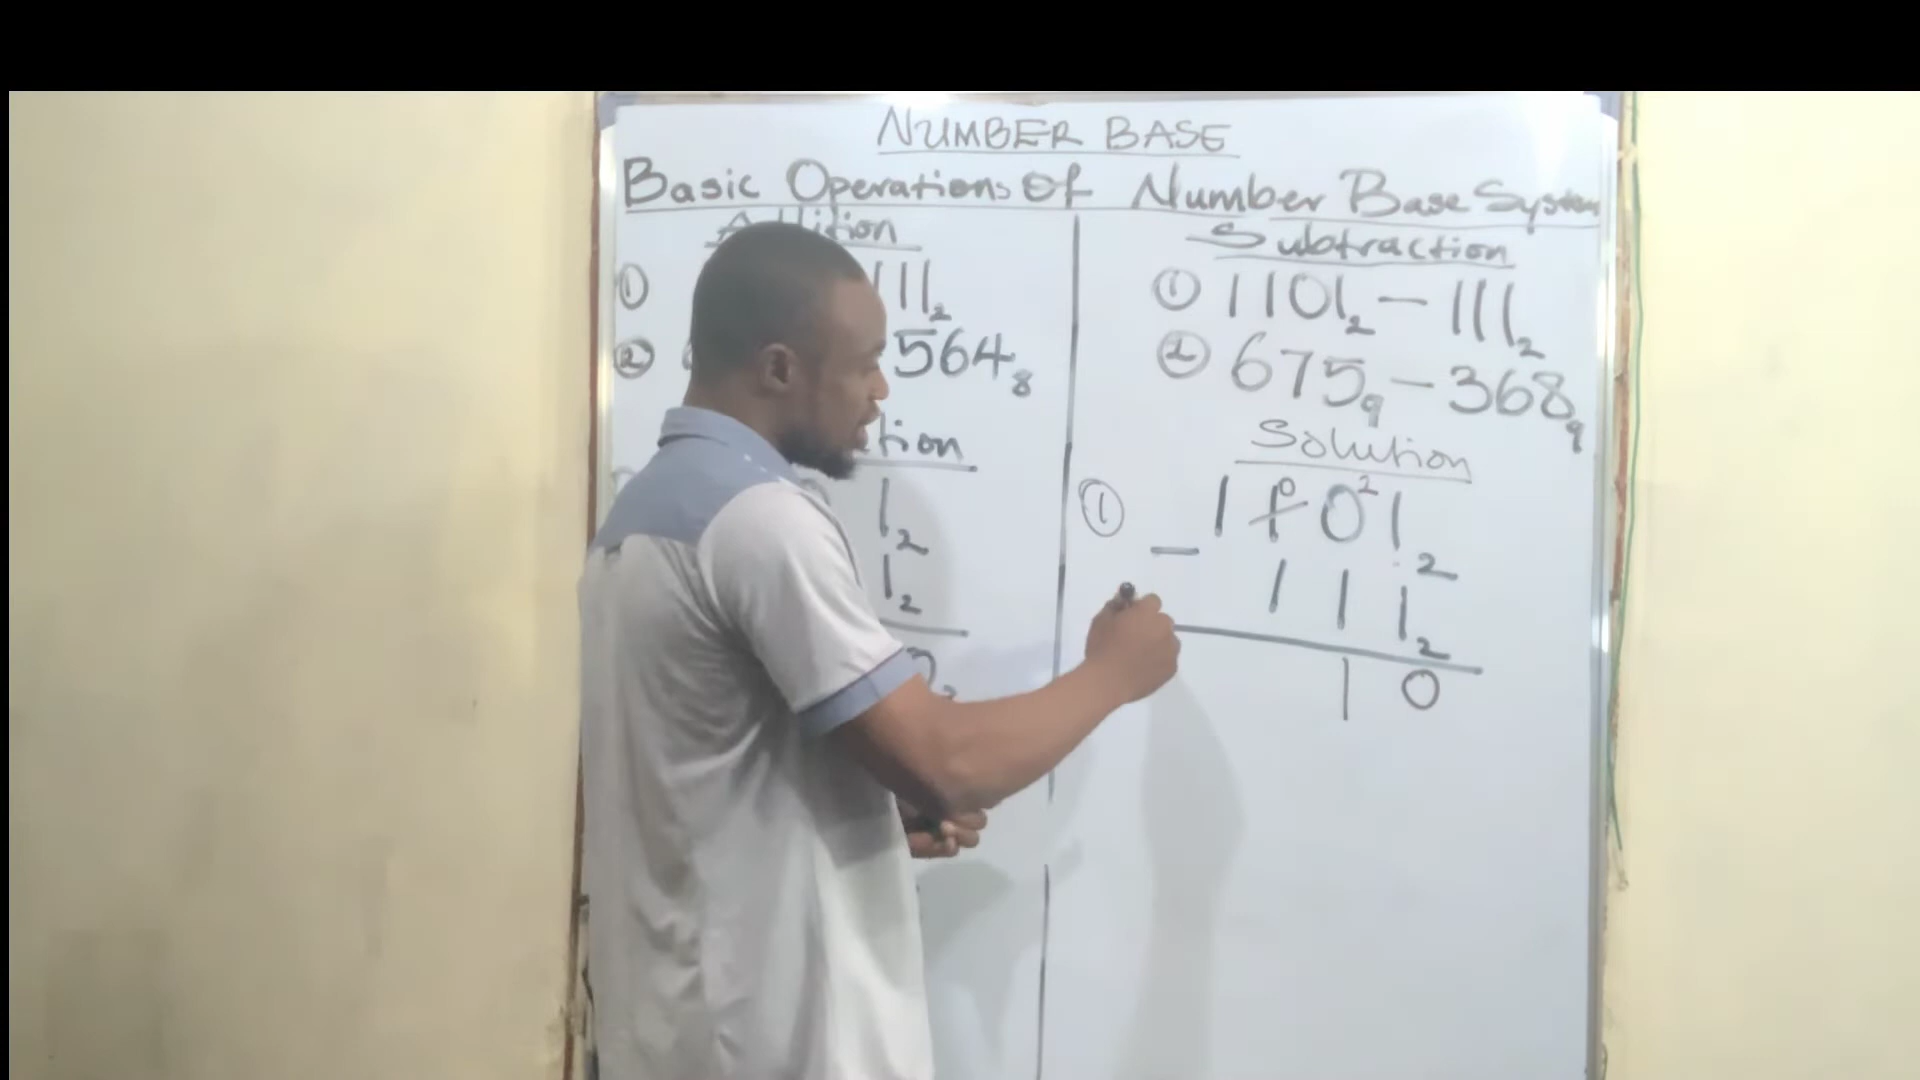 NUMBER BASE
Basic Operations Of Number Base System
Addition
① 111₂
② 564₈
tion
1₂
1₂
Subtraction
① 1101₂ - 111₂
② 675₉ - 368₉
Solution
① 1 1 0 0 2 1₂
- 1 1 1₂
1 0